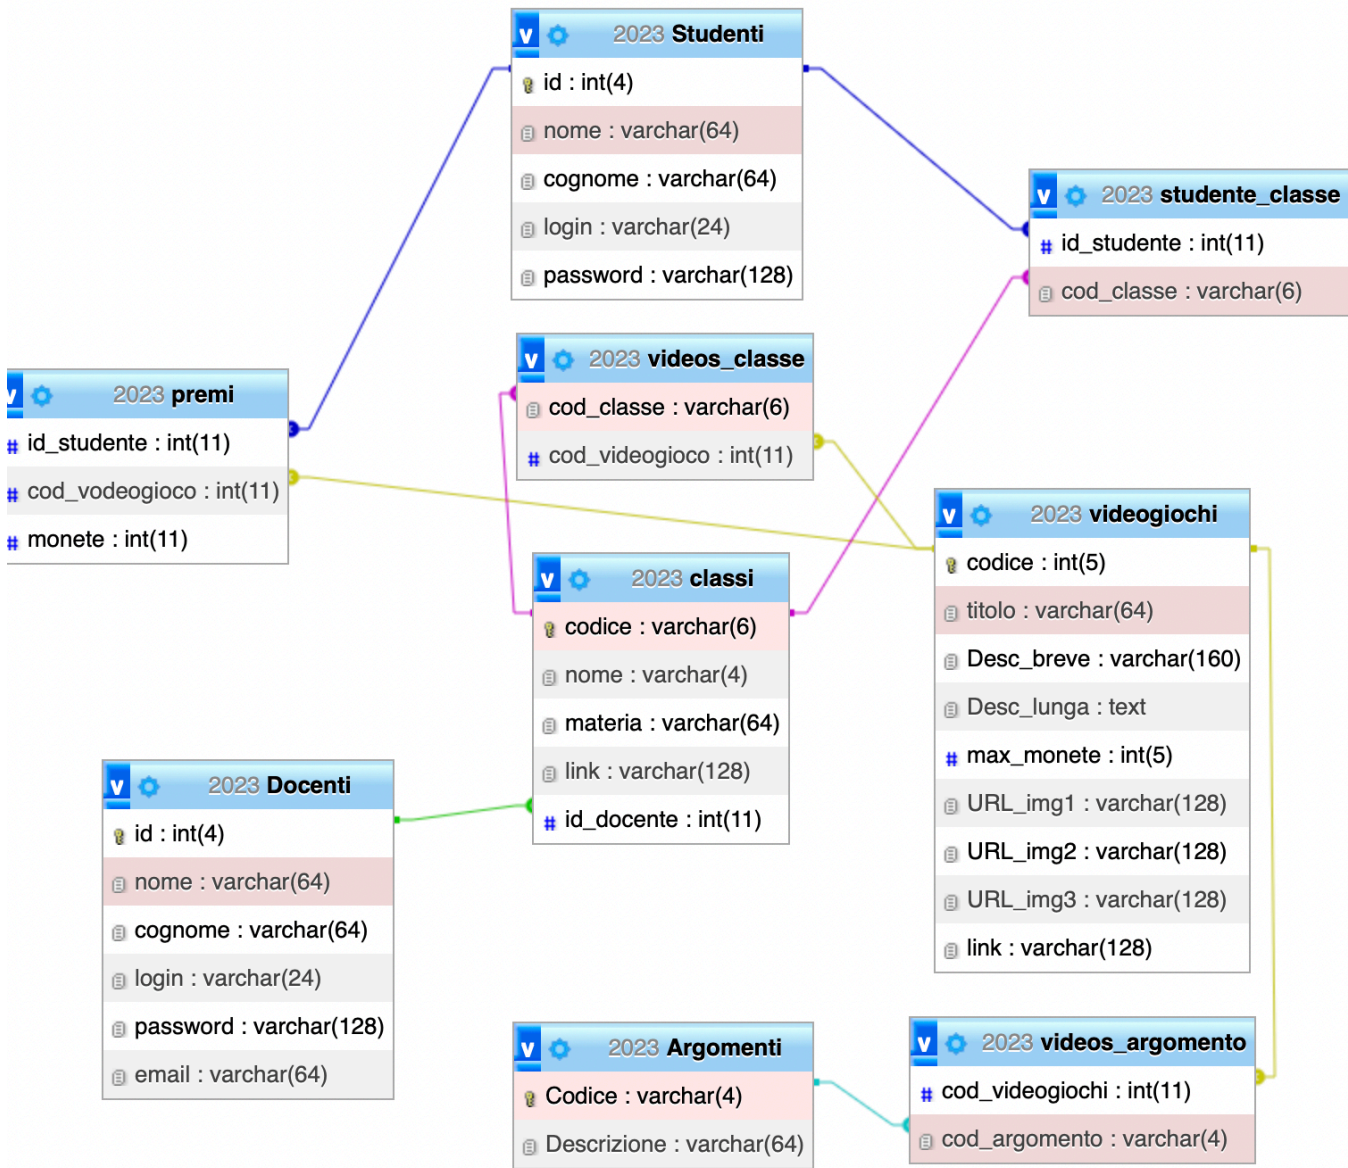 2023 Studenti
id : int(4)
nome : varchar(64)
cognome : varchar(64)
login : varchar(24)
password : varchar(128)
2023 studente_classe
id_studente : int(11)
cod_classe : varchar(6)
2023 videos_classe
cod_classe : varchar(6)
cod_videogioco : int(11)
2023 premi
id_studente : int(11)
cod_vodeogioco : int(11)
monete : int(11)
2023 videogiochi
codice : int(5)
titolo : varchar(64)
Desc_breve : varchar(160)
Desc_lunga : text
max_monete : int(5)
URL_img1 : varchar(128)
URL_img2 : varchar(128)
URL_img3 : varchar(128)
link : varchar(128)
2023 classi
codice : varchar(6)
nome : varchar(4)
materia : varchar(64)
link : varchar(128)
id_docente : int(11)
2023 Docenti
id : int(4)
nome : varchar(64)
cognome : varchar(64)
login : varchar(24)
password : varchar(128)
email : varchar(64)
2023 Argomenti
Codice : varchar(4)
Descrizione : varchar(64)
2023 videos_argomento
cod_videogiochi : int(11)
cod_argomento : varchar(4)